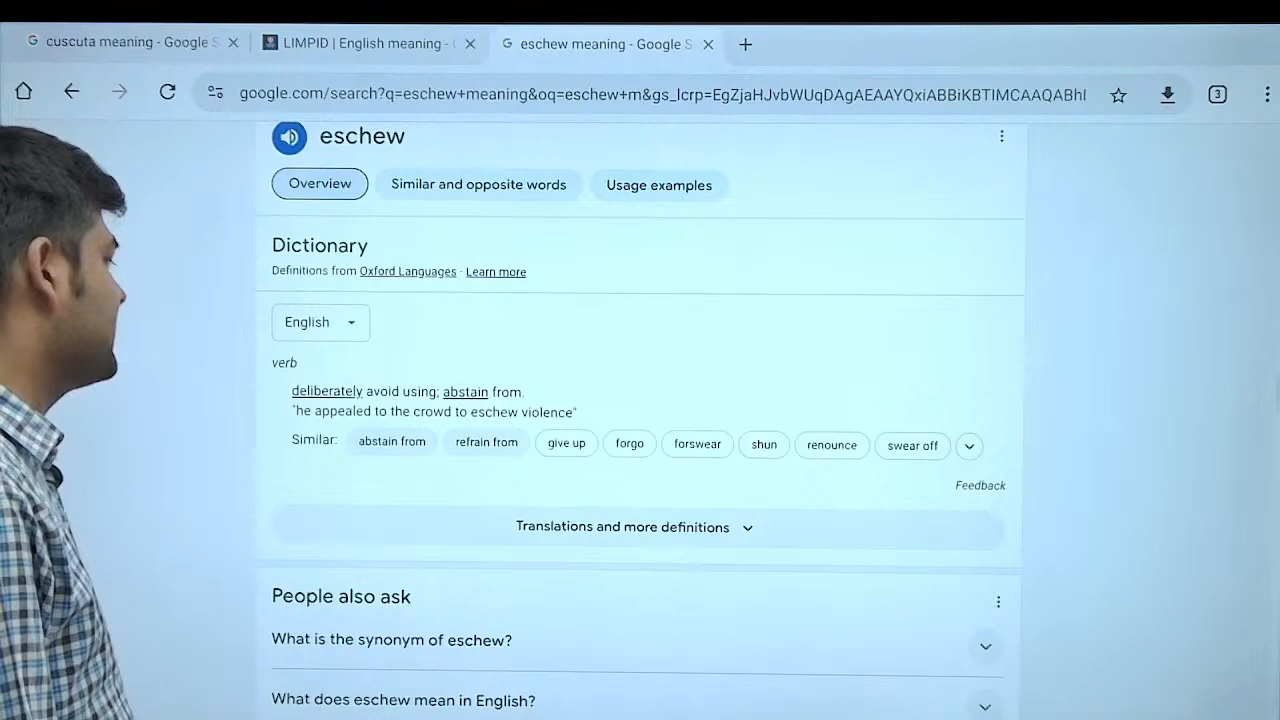 cuscuta meaning - Google S
LIMPID | English meaning -
eschew meaning - Google S
google.com/search?q=eschew+meaning&oq=eschew+m&gs_lcrp=EgZjaHJvbWUqDAgAEAAYQxiABBiKBTIMCAAQABhI
3
eschew
Overview
Similar and opposite words
Usage examples
Dictionary
Definitions from Oxford Languages · Learn more
English
verb
deliberately avoid using; abstain from.
"he appealed to the crowd to eschew violence"
Similar: abstain from refrain from give up forgo forswear shun renounce swear off
Feedback
Translations and more definitions
People also ask
What is the synonym of eschew?
What does eschew mean in English?